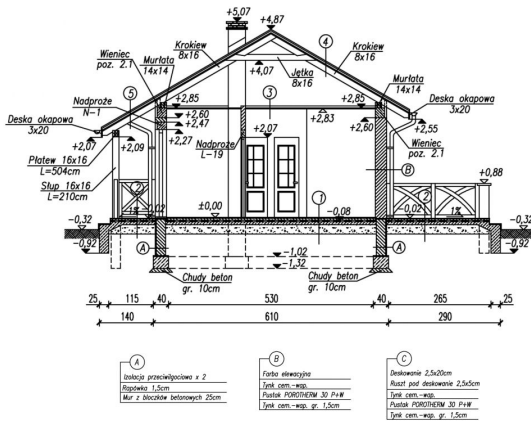 +5,07
+4,87
Krokiew
8x16
4
Krokiew
8x16
Wieniec
poz. 2.1
Murłata
14x14
+4,07
Jętka
8x16
Murłata
14x14
5
Nadproże
N-1
+2,85
3
+2,85
Deska okapowa
3x20
+2,60
+2,47
+2,83
+2,60
+2,55
Deska okapowa
3x20
+2,07
+2,09
+2,27
Nadproże
L-19
+2,07
Wieniec
poz. 2.1
Płatew 16x16
L=504cm
B
Słup 16x16
L=210cm
+0,88
2
1
2
1%
-0,02
±0,00
-0,08
-0,02
1%
-0,32
-0,32
-0,92
A
A
-0,92
-1,02
-1,32
Chudy beton
gr. 10cm
Chudy beton
gr. 10cm
25 115 40 530 40 265 25
140 610 290
A
Izolacja przeciwilgociowa x 2
Rapówka 1,5cm
Mur z bloczków betonowych 25cm
B
Farba elewacyjna
Tynk cem.-wap.
Pustak POROTHERM 30 P+W
Tynk cem.-wap. gr. 1,5cm
C
Deskowanie 2,5x20cm
Ruszt pod deskowanie 2,5x5cm
Tynk cem.-wap.
Pustak POROTHERM 30 P+W
Tynk cem.-wap. gr. 1,5cm